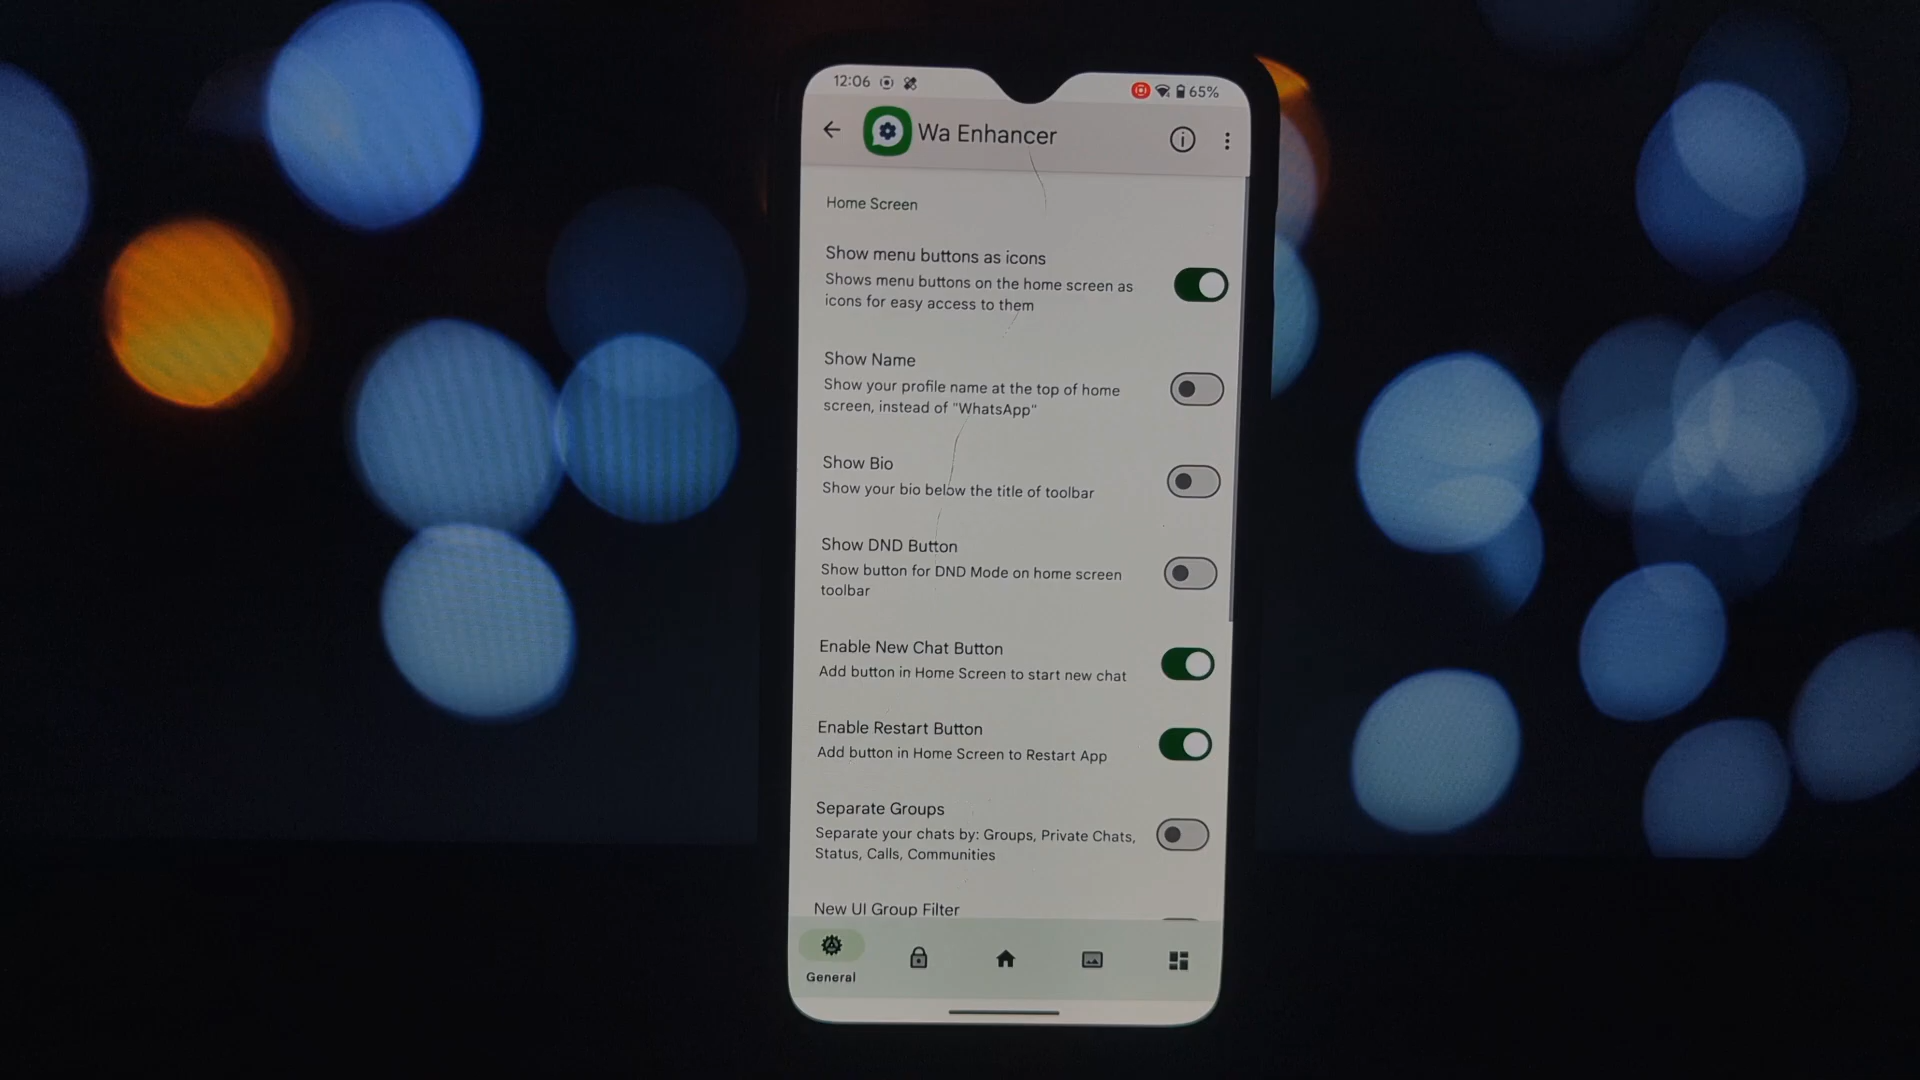 12:06
65%
Wa Enhancer
Home Screen
Show menu buttons as icons
Shows menu buttons on the home screen as
icons for easy access to them
Show Name
Show your profile name at the top of home
screen, instead of "WhatsApp"
Show Bio
Show your bio below the title of toolbar
Show DND Button
Show button for DND Mode on home screen
toolbar
Enable New Chat Button
Add button in Home Screen to start new chat
Enable Restart Button
Add button in Home Screen to Restart App
Separate Groups
Separate your chats by: Groups, Private Chats,
Status, Calls, Communities
New UI Group Filter
General